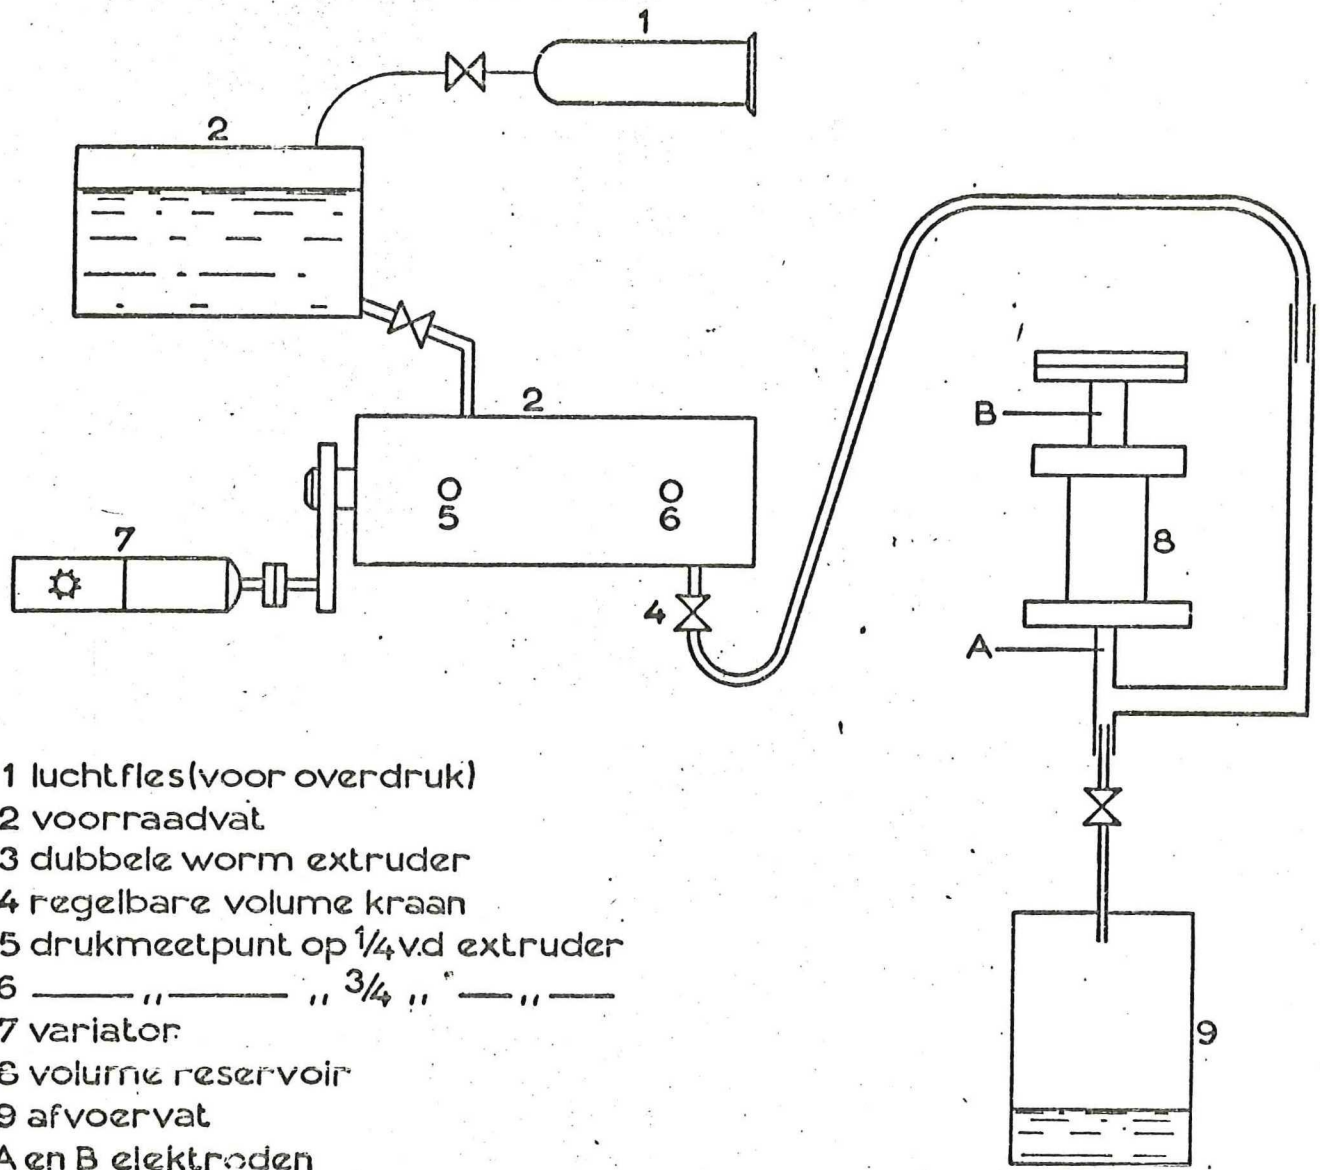 1
2
2
B
5
6
7
8
4
A
1 luchtfles (voor overdruk)
2 voorraadvat
3 dubbele worm extruder
4 regelbare volume kraan
5 drukmeetpunt op 1/4 v.d extruder
6 —— „ —— „ 3/4 „ — „ —
7 variator
9
8 volume reservoir
9 afvoervat
A en B elektroden